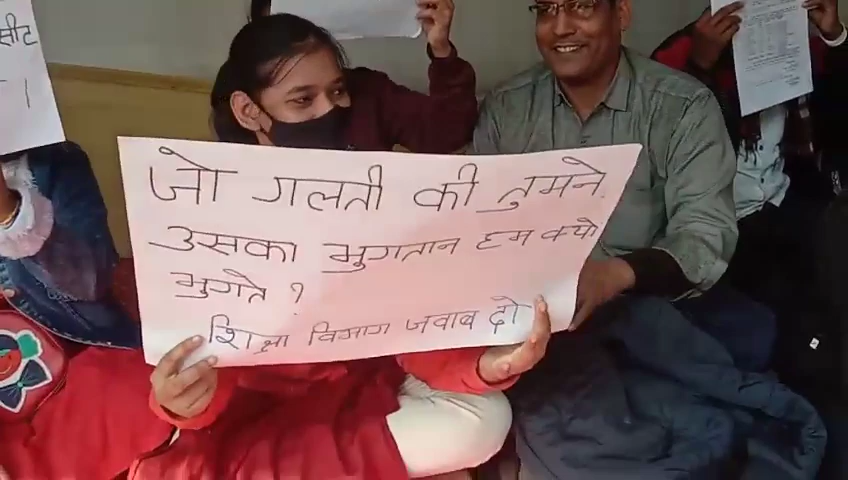 सीट
जो गलती की तुमने
उसका भुगतान हम क्यो
भुगते ?
शिक्षा विभाग जवाब दो